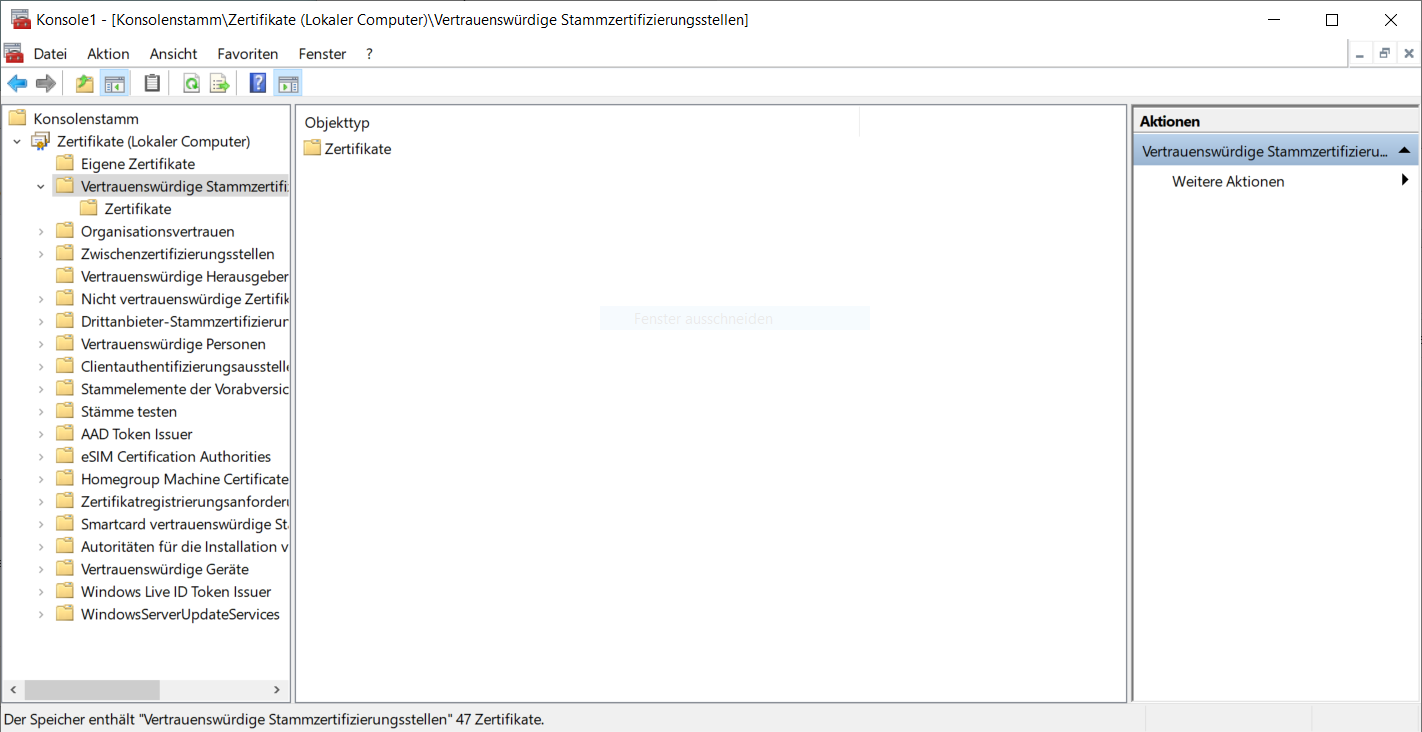 Konsole1 - [Konsolenstamm\Zertifikate (Lokaler Computer)\Vertrauenswürdige Stammzertifizierungsstellen]
Datei Aktion Ansicht Favoriten Fenster ?
Konsolenstamm
Zertifikate (Lokaler Computer)
Eigene Zertifikate
Vertrauenswürdige Stammzertifi
Zertifikate
Organisationsvertrauen
Zwischenzertifizierungsstellen
Vertrauenswürdige Herausgeber
Nicht vertrauenswürdige Zertifik
Drittanbieter-Stammzertifizierun
Vertrauenswürdige Personen
Clientauthentifizierungsausstelle
Stammelemente der Vorabversic
Stämme testen
AAD Token Issuer
eSIM Certification Authorities
Homegroup Machine Certificate
Zertifikatregistrierungsanforderu
Smartcard vertrauenswürdige Sta
Autoritäten für die Installation v
Vertrauenswürdige Geräte
Windows Live ID Token Issuer
WindowsServerUpdateServices
Objekttyp
Zertifikate
Fenster ausschneiden
Aktionen
Vertrauenswürdige Stammzertifizieru...
Weitere Aktionen
Der Speicher enthält "Vertrauenswürdige Stammzertifizierungsstellen" 47 Zertifikate.